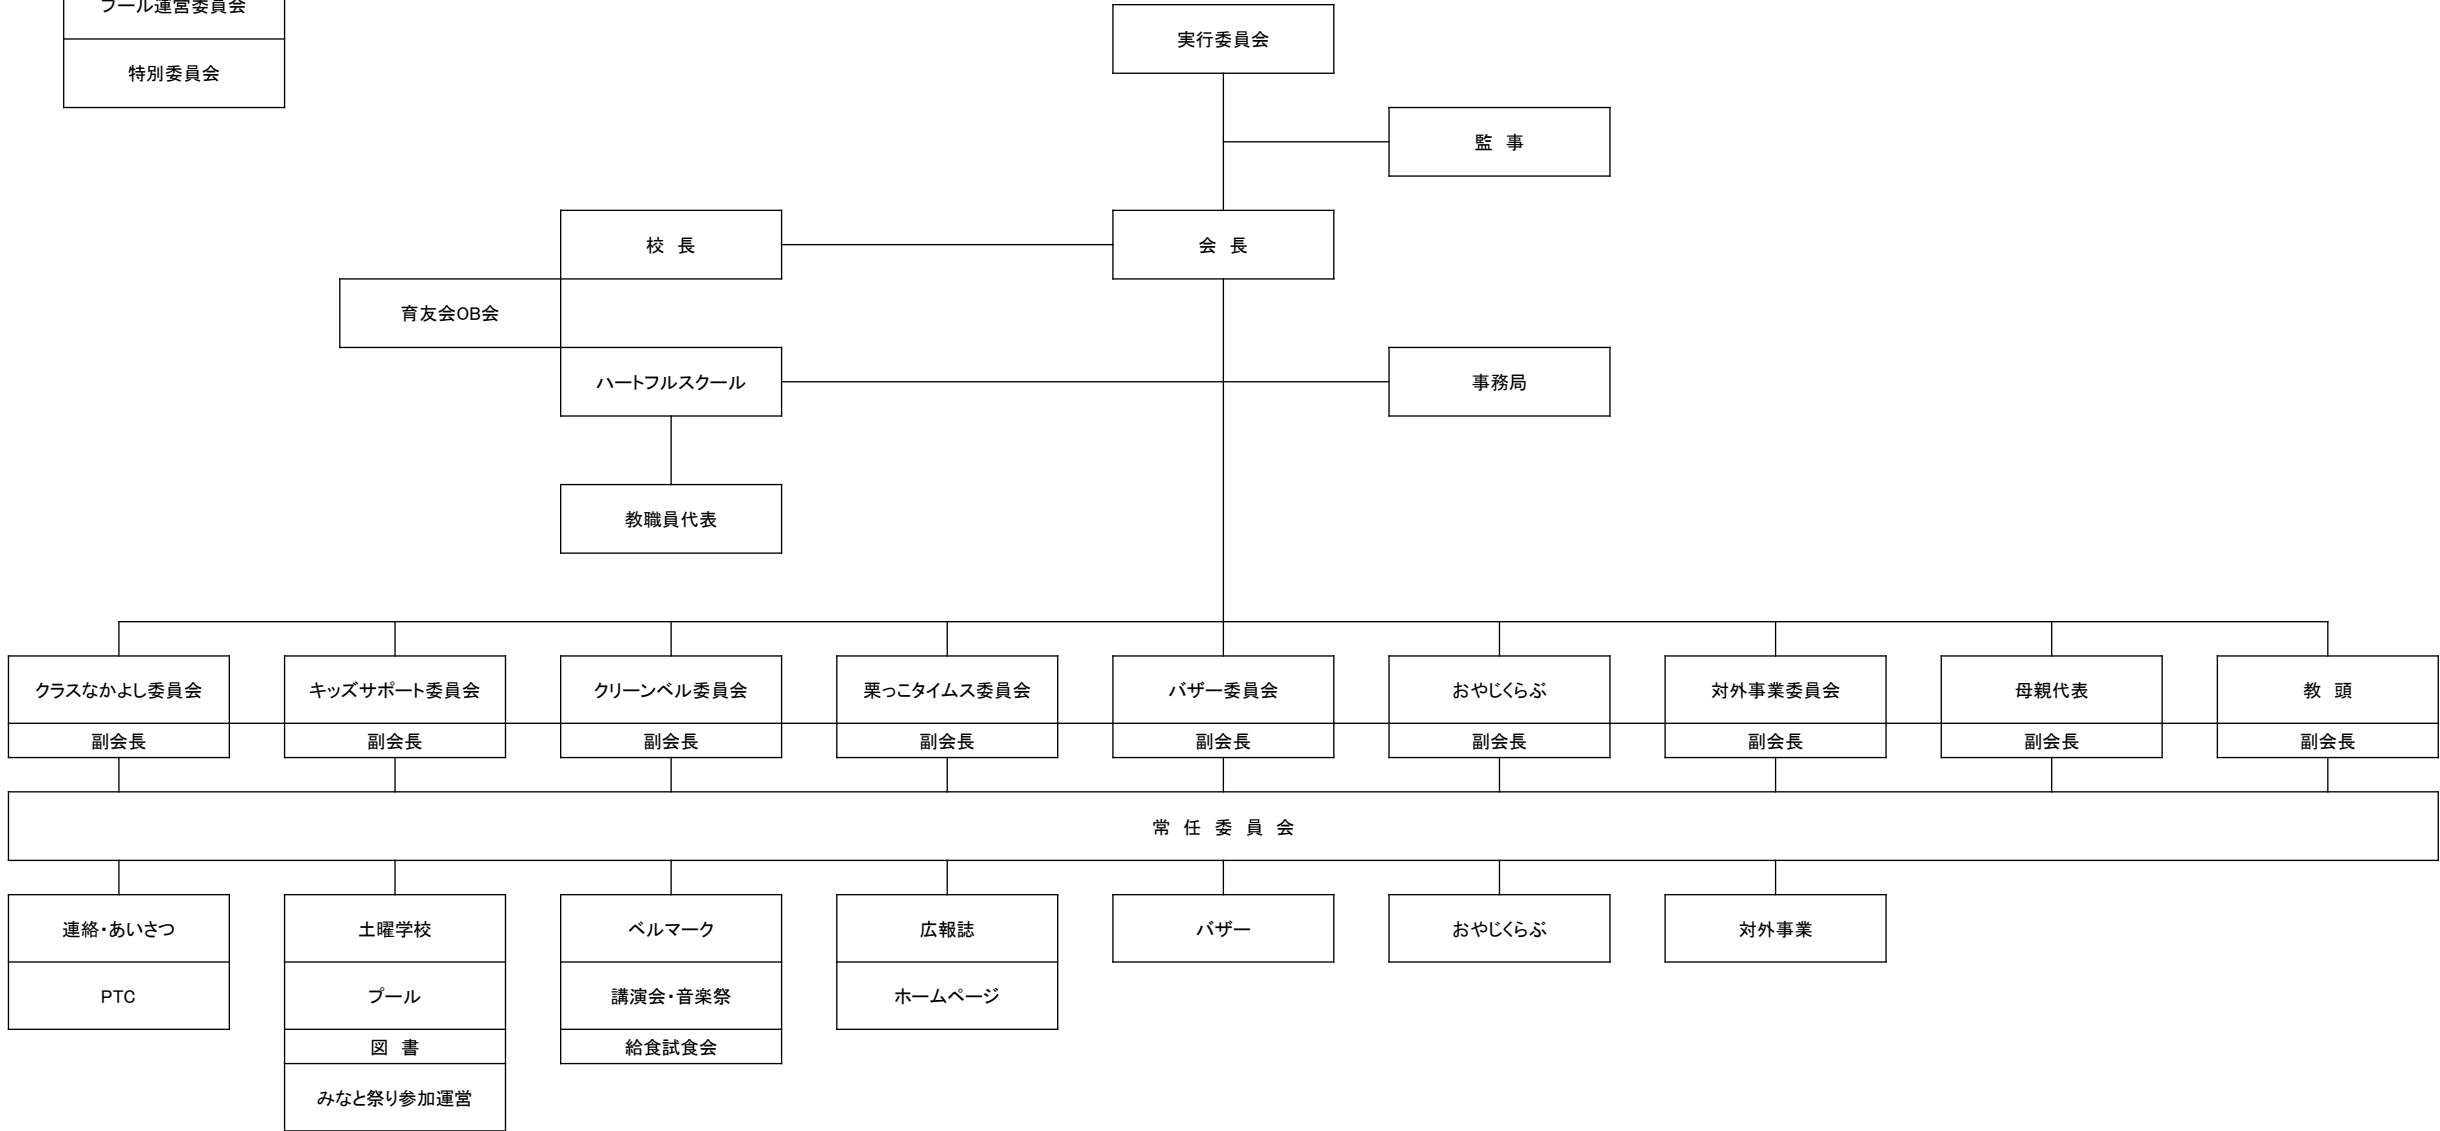 プール運営委員会
実行委員会
特別委員会
監　事
校　長
会　長
育友会OB会
ハートフルスクール
事務局
教職員代表
クラスなかよし委員会
キッズサポート委員会
クリーンベル委員会
栗っこタイムス委員会
バザー委員会
おやじくらぶ
対外事業委員会
母親代表
教　頭
副会長
副会長
副会長
副会長
副会長
副会長
副会長
副会長
副会長
常　任　委　員　会
連絡・あいさつ
土曜学校
ベルマーク
広報誌
バザー
おやじくらぶ
対外事業
PTC
プール
講演会・音楽祭
ホームページ
図　書
給食試食会
みなと祭り参加運営